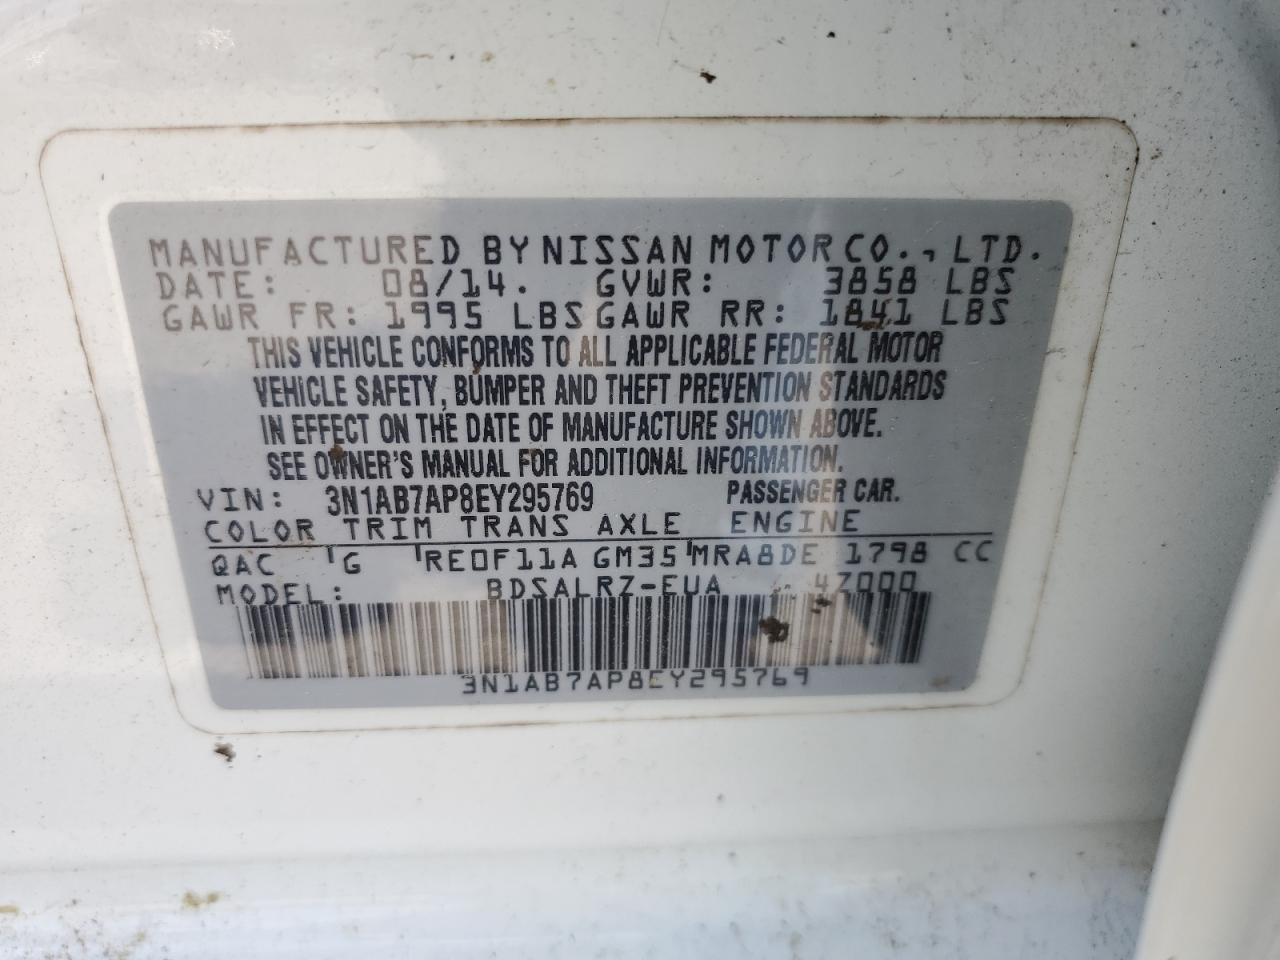 MANUFACTURED BY NISSAN MOTOR CO., LTD.
DATE: 08/14. GVWR: 3858 LBS
GAWR FR: 1995 LBS GAWR RR: 1841 LBS
THIS VEHICLE CONFORMS TO ALL APPLICABLE FEDERAL MOTOR
VEHICLE SAFETY, BUMPER AND THEFT PREVENTION STANDARDS
IN EFFECT ON THE DATE OF MANUFACTURE SHOWN ABOVE.
SEE OWNER'S MANUAL FOR ADDITIONAL INFORMATION.
VIN: 3N1AB7AP8EY295769 PASSENGER CAR.
COLOR TRIM TRANS AXLE ENGINE
QAC G RE0F11A GM35 MRA8DE 1798 CC
MODEL: BDSALRZ-EUA 4Z000
3N1AB7AP8EY295769